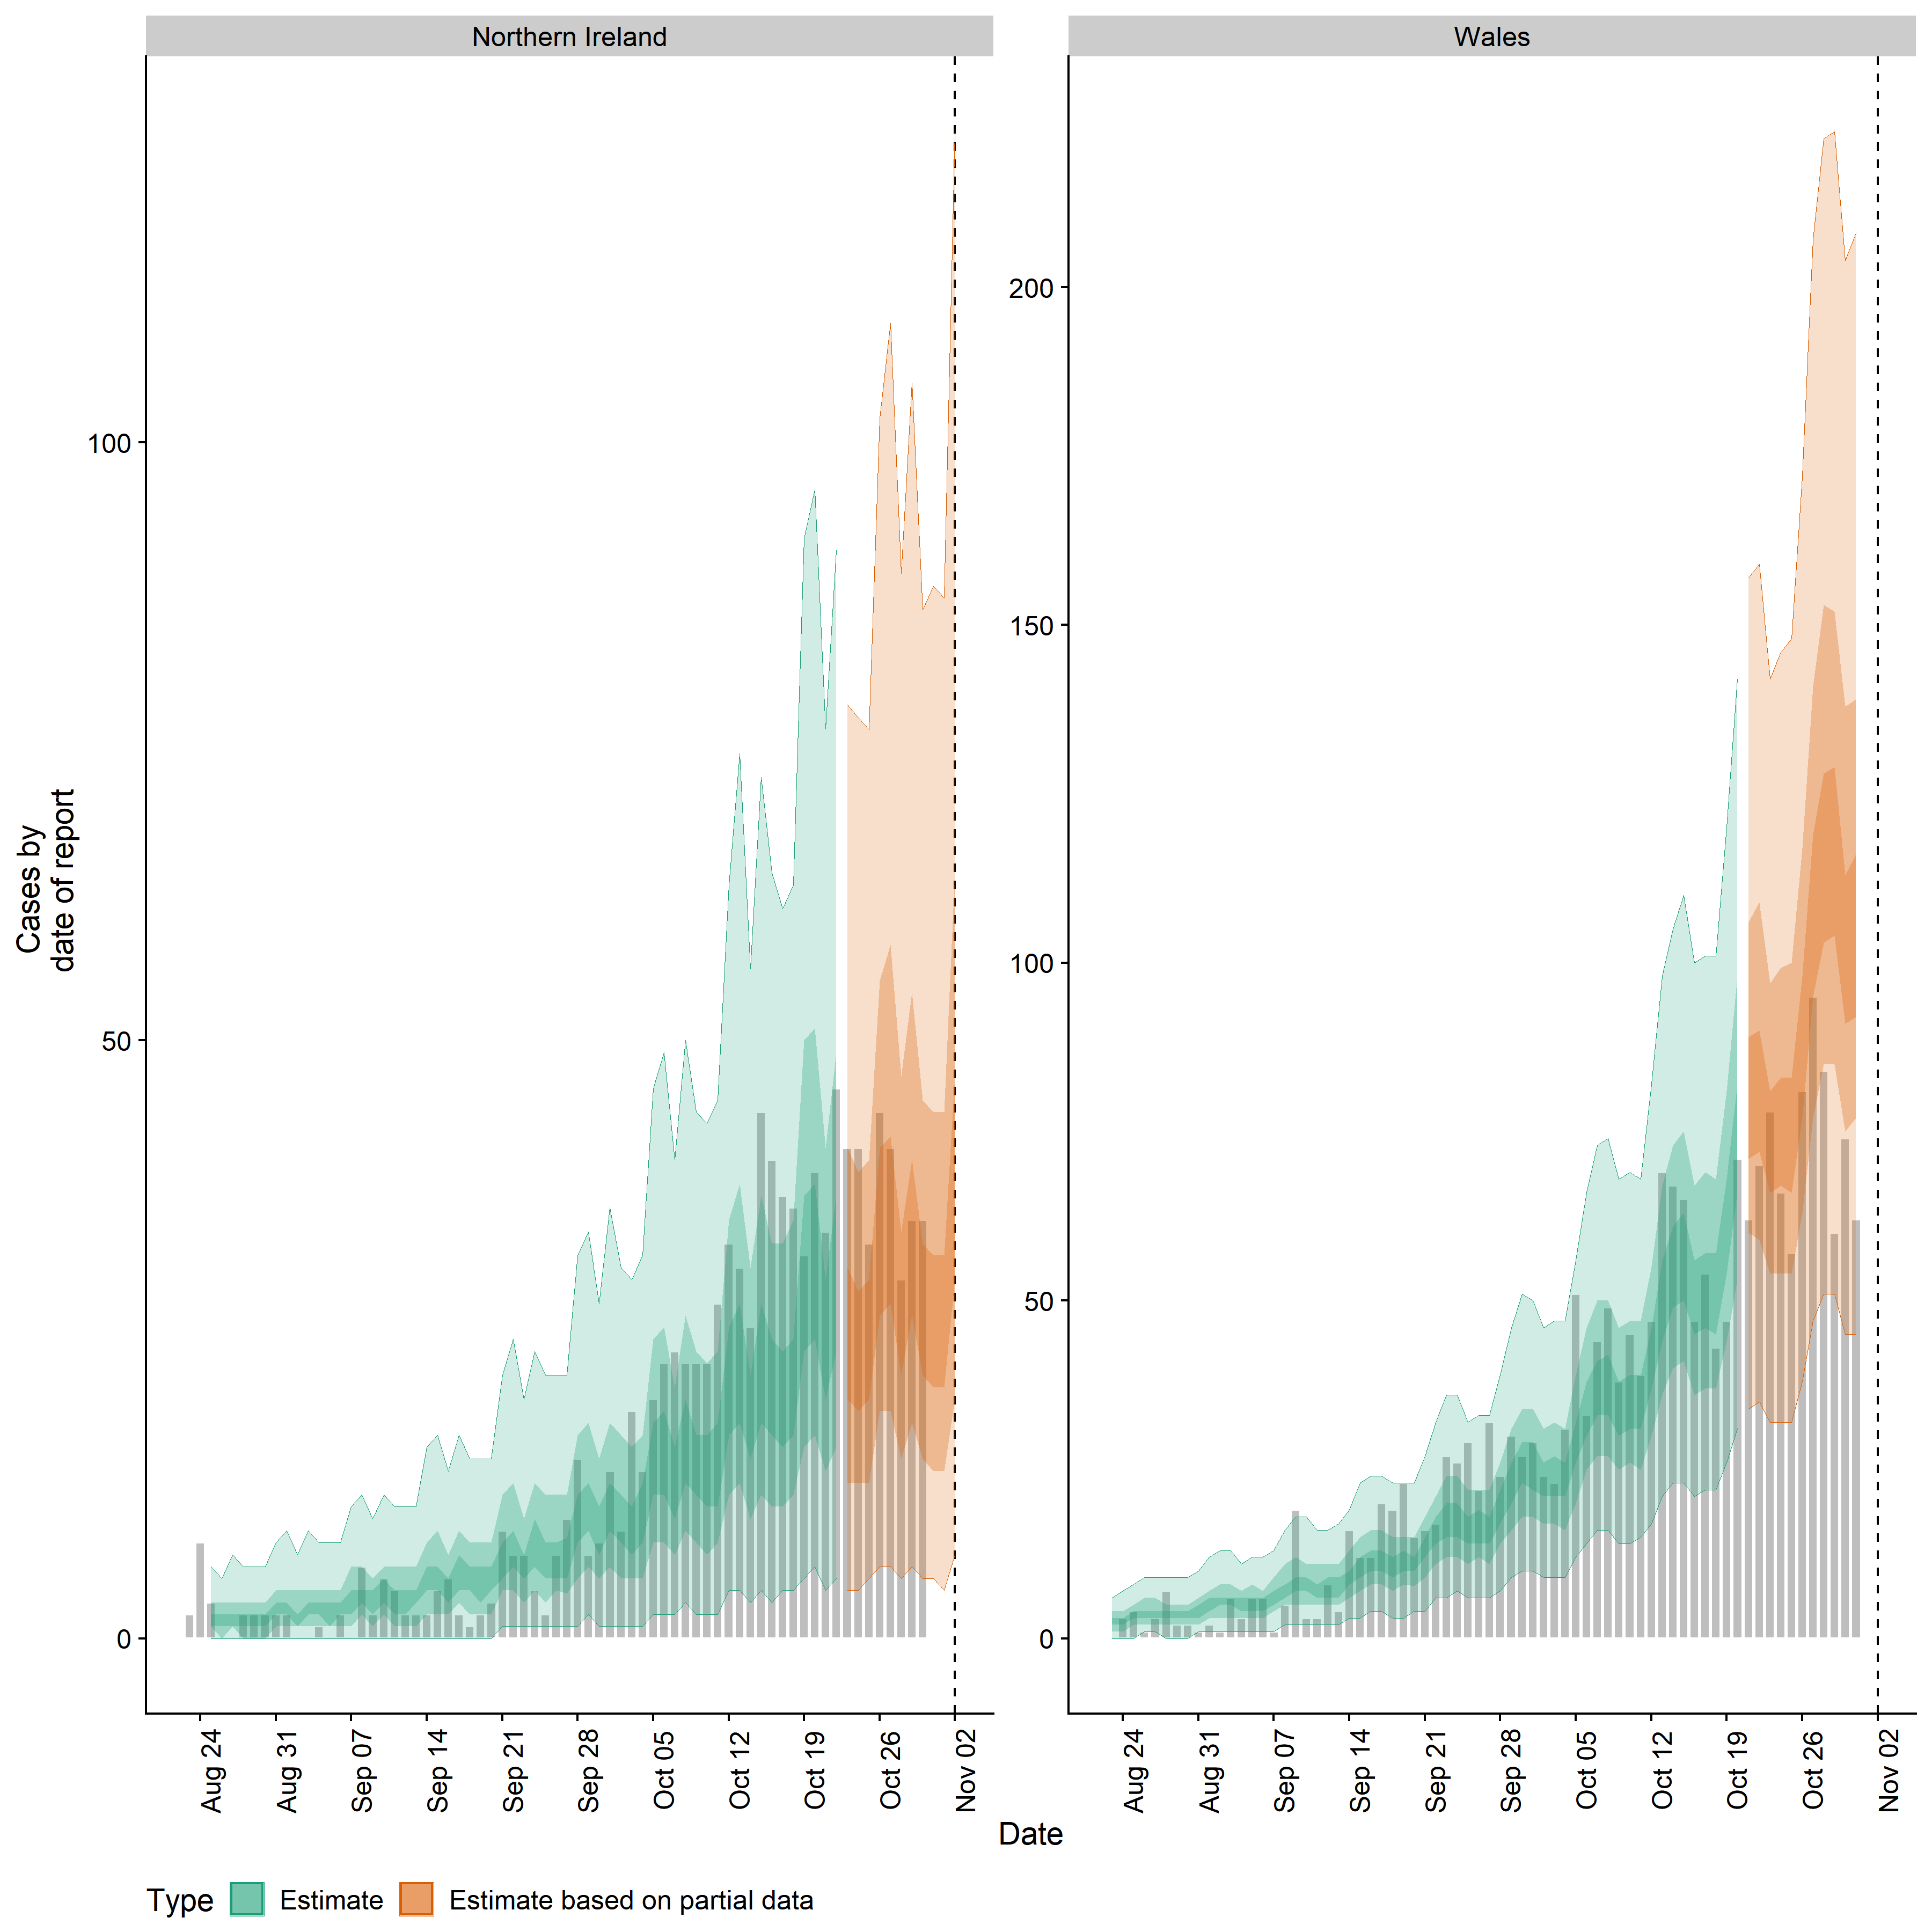 Northern Ireland
Wales
Cases by
date of report
100
50
0
200
150
100
50
0
Aug 24
Aug 31
Sep 07
Sep 14
Sep 21
Sep 28
Oct 05
Oct 12
Oct 19
Oct 26
Nov 02
Aug 24
Aug 31
Sep 07
Sep 14
Sep 21
Sep 28
Oct 05
Oct 12
Oct 19
Oct 26
Nov 02
Date
Type Estimate Estimate based on partial data